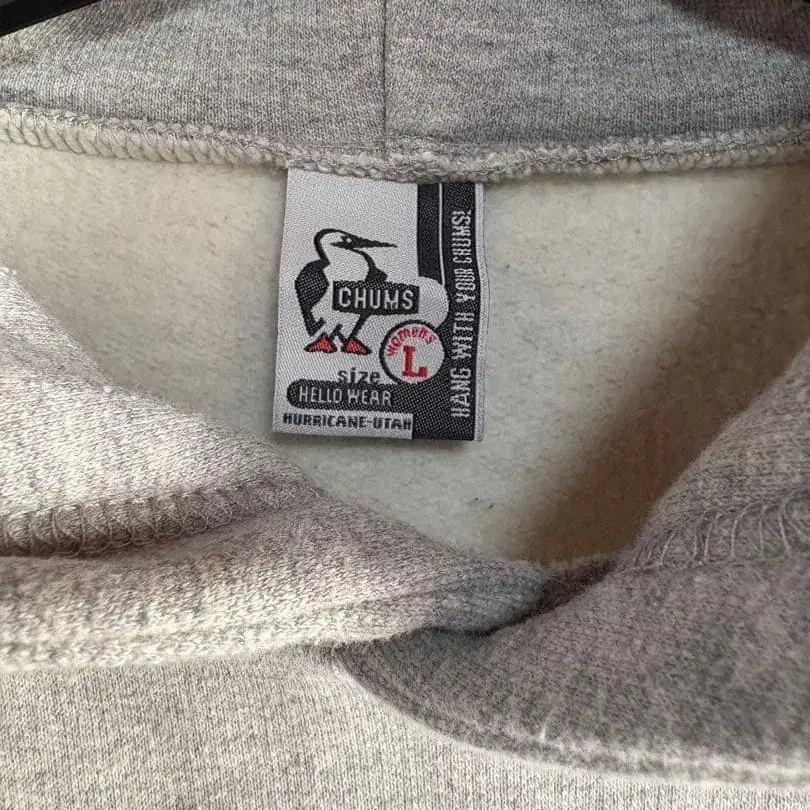 CHUMS
womens
L
size
HELLO WEAR
HURRICANE-UTAH
HANG WITH YOUR CHUMS!